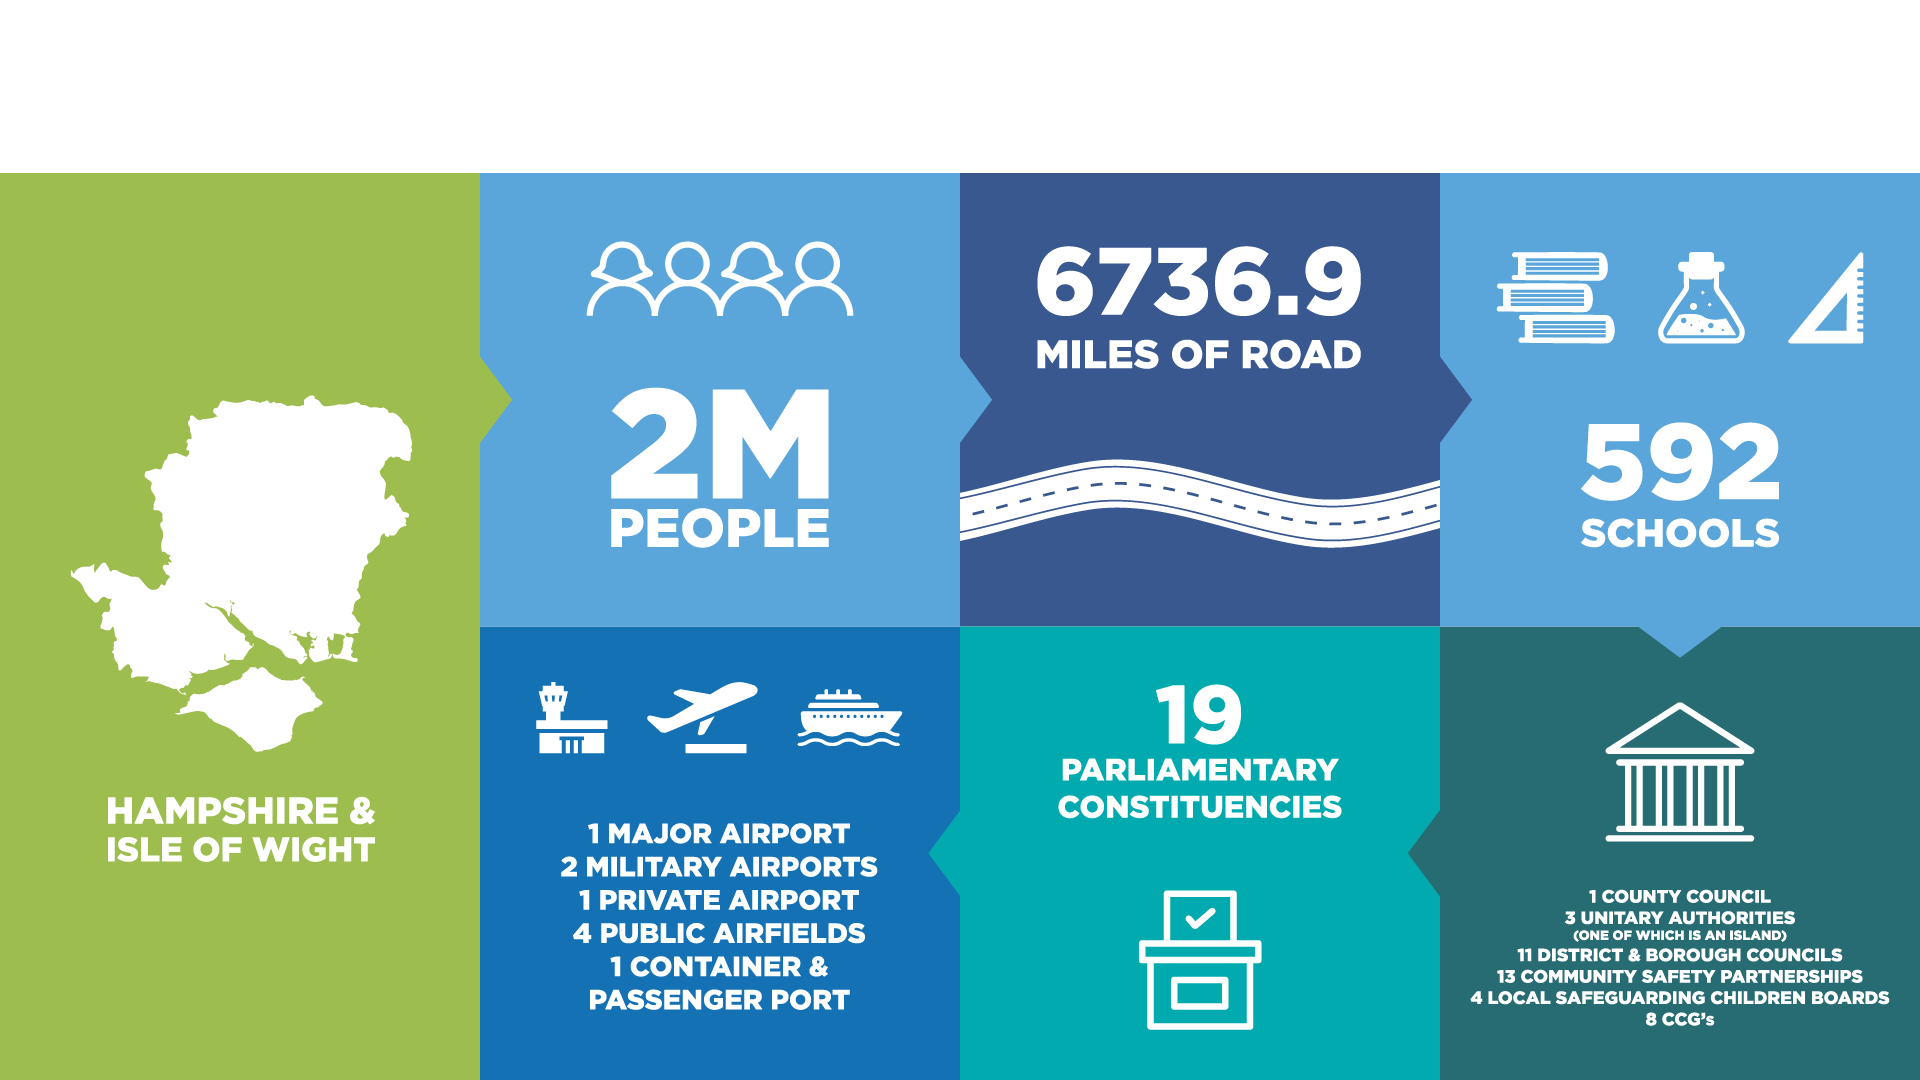 HAMPSHIRE &
ISLE OF WIGHT
2M
PEOPLE
6736.9
MILES OF ROAD
592
SCHOOLS
1 COUNTY COUNCIL
3 UNITARY AUTHORITIES
(ONE OF WHICH IS AN ISLAND)
11 DISTRICT & BOROUGH COUNCILS
13 COMMUNITY SAFETY PARTNERSHIPS
4 LOCAL SAFEGUARDING CHILDREN BOARDS
8 CCG's
19
PARLIAMENTARY
CONSTITUENCIES
1 MAJOR AIRPORT
2 MILITARY AIRPORTS
1 PRIVATE AIRPORT
4 PUBLIC AIRFIELDS
1 CONTAINER &
PASSENGER PORT